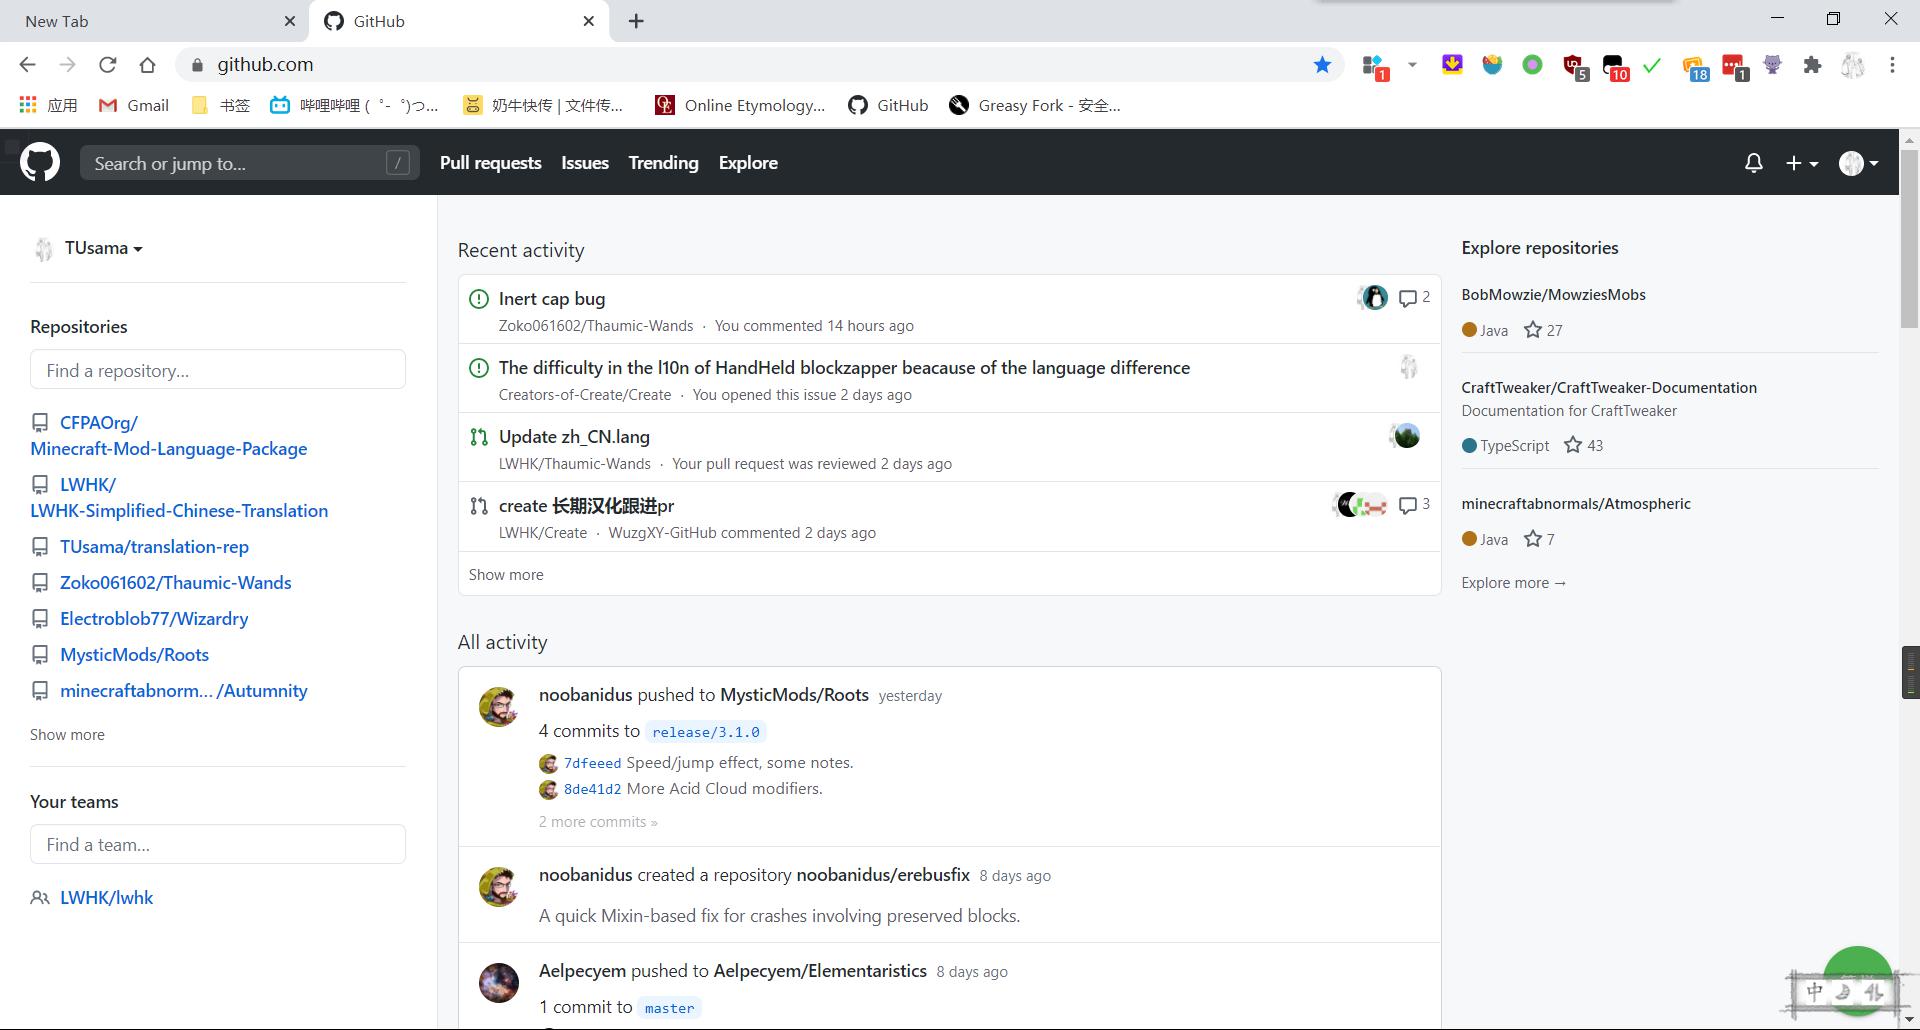 New Tab
GitHub
github.com
1
5
10
18
1
应用
Gmail
书签
哔哩哔哩 ( ゜- ゜)つ...
奶牛快传 | 文件传...
Online Etymology...
GitHub
Greasy Fork - 安全...
Search or jump to...
/
Pull requests
Issues
Trending
Explore
TUsama
Repositories
Find a repository...
CFPAOrg/
Minecraft-Mod-Language-Package
LWHK/
LWHK-Simplified-Chinese-Translation
TUsama/translation-rep
Zoko061602/Thaumic-Wands
Electroblob77/Wizardry
MysticMods/Roots
minecraftabnorm... /Autumnity
Show more
Your teams
Find a team...
LWHK/lwhk
Recent activity
Inert cap bug
2
Zoko061602/Thaumic-Wands · You commented 14 hours ago
The difficulty in the l10n of HandHeld blockzapper beacause of the language difference
Creators-of-Create/Create · You opened this issue 2 days ago
Update zh_CN.lang
LWHK/Thaumic-Wands · Your pull request was reviewed 2 days ago
create 长期汉化跟进pr
3
LWHK/Create · WuzgXY-GitHub commented 2 days ago
Show more
All activity
noobanidus pushed to MysticMods/Roots yesterday
4 commits to release/3.1.0
7dfeeed Speed/jump effect, some notes.
8de41d2 More Acid Cloud modifiers.
2 more commits »
noobanidus created a repository noobanidus/erebusfix 8 days ago
A quick Mixin-based fix for crashes involving preserved blocks.
Aelpecyem pushed to Aelpecyem/Elementaristics 8 days ago
1 commit to master
Explore repositories
BobMowzie/MowziesMobs
Java 27
CraftTweaker/CraftTweaker-Documentation
Documentation for CraftTweaker
TypeScript 43
minecraftabnormals/Atmospheric
Java 7
Explore more →
中